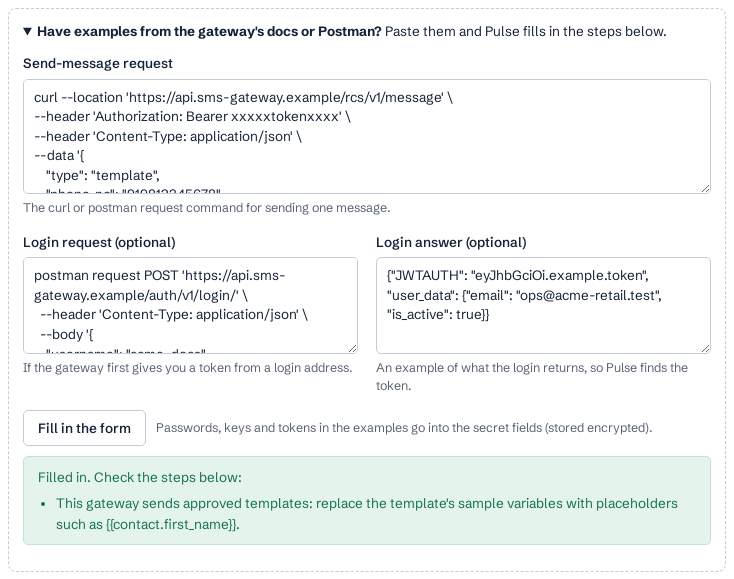 ▼ Have examples from the gateway's docs or Postman? Paste them and Pulse fills in the steps below.
Send-message request
curl --location 'https://api.sms-gateway.example/rcs/v1/message' \
--header 'Authorization: Bearer xxxxxtokenxxxx' \
--header 'Content-Type: application/json' \
--data '{
"type": "template",
The curl or postman request command for sending one message.
Login request (optional)
postman request POST 'https://api.sms-
gateway.example/auth/v1/login/' \
--header 'Content-Type: application/json' \
--body '{
If the gateway first gives you a token from a login address.
Login answer (optional)
{"JWTAUTH": "eyJhbGciOi.example.token",
"user_data": {"email": "ops@acme-retail.test",
"is_active": true}}
An example of what the login returns, so Pulse finds the
token.
Fill in the form
Passwords, keys and tokens in the examples go into the secret fields (stored encrypted).
Filled in. Check the steps below:
• This gateway sends approved templates: replace the template's sample variables with placeholders
such as {{contact.first_name}}.